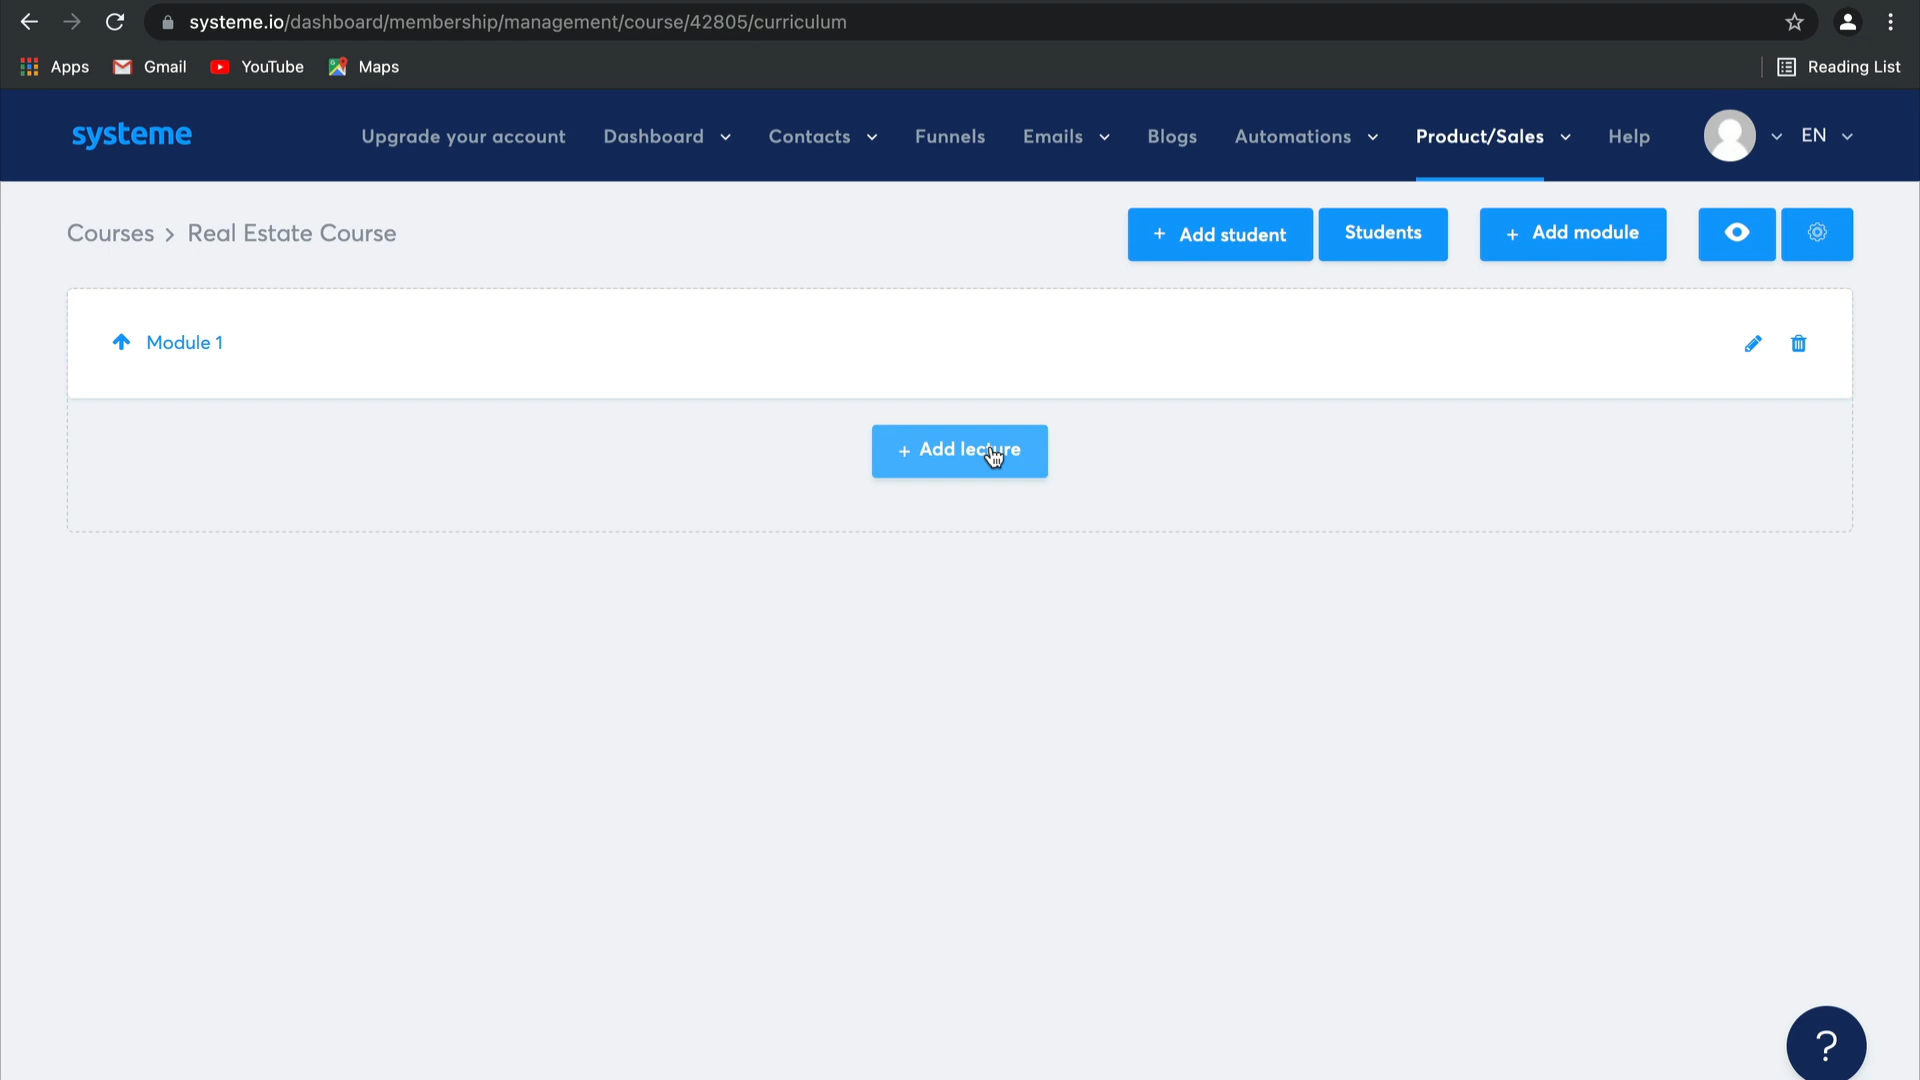 systeme.io/dashboard/membership/management/course/42805/curriculum
Apps Gmail YouTube Maps Reading List
systeme Upgrade your account Dashboard Contacts Funnels Emails Blogs Automations Product/Sales Help EN
Courses > Real Estate Course + Add student Students + Add module
Module 1
+ Add lecture
?